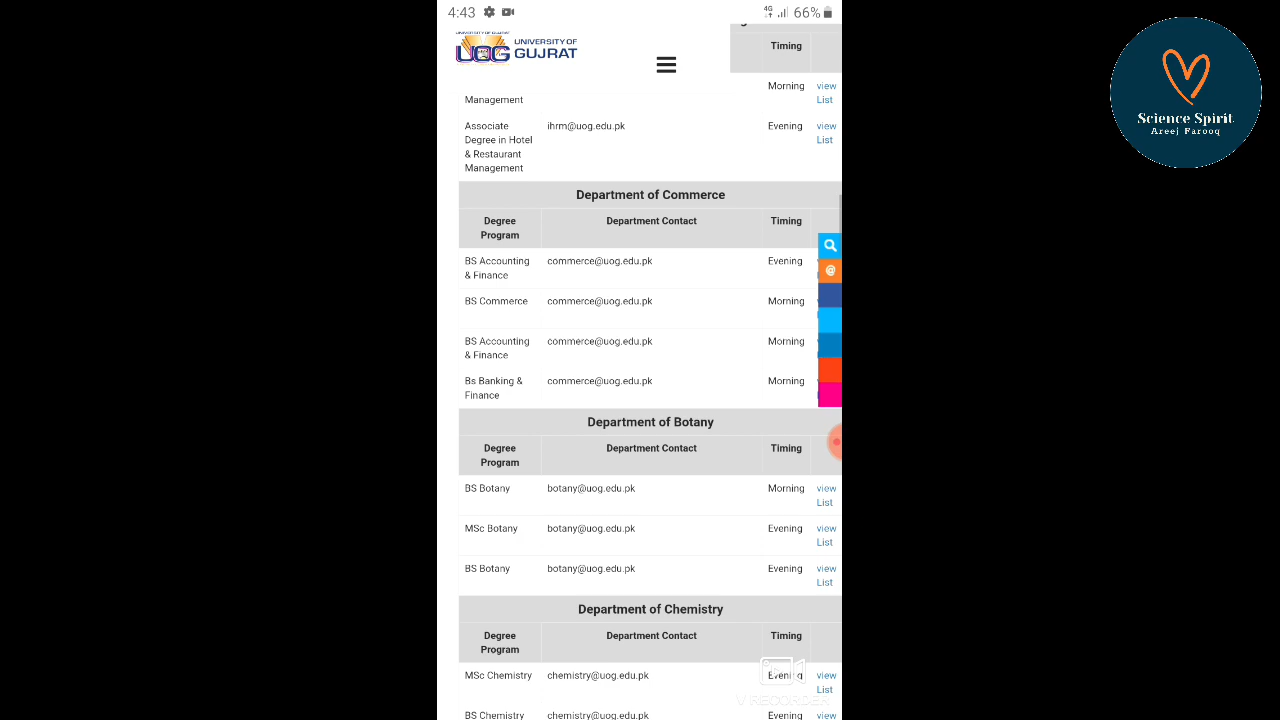 4:43 4G 66%
UNIVERSITY OF GUJRAT
UOG UNIVERSITY OF
GUJRAT
Timing
Morning view
Management List
Associate ihrm@uog.edu.pk Evening view
Degree in Hotel List
& Restaurant
Management
Department of Commerce
Degree Department Contact Timing
Program
BS Accounting commerce@uog.edu.pk Evening
& Finance
BS Commerce commerce@uog.edu.pk Morning
BS Accounting commerce@uog.edu.pk Morning
& Finance
Bs Banking & commerce@uog.edu.pk Morning
Finance
Department of Botany
Degree Department Contact Timing
Program
BS Botany botany@uog.edu.pk Morning view
List
MSc Botany botany@uog.edu.pk Evening view
List
BS Botany botany@uog.edu.pk Evening view
List
Department of Chemistry
Degree Department Contact Timing
Program
MSc Chemistry chemistry@uog.edu.pk Evening view
List
BS Chemistry chemistry@uog.edu.pk Evening view
V RECORDER
Science Spirit
Areej Farooq